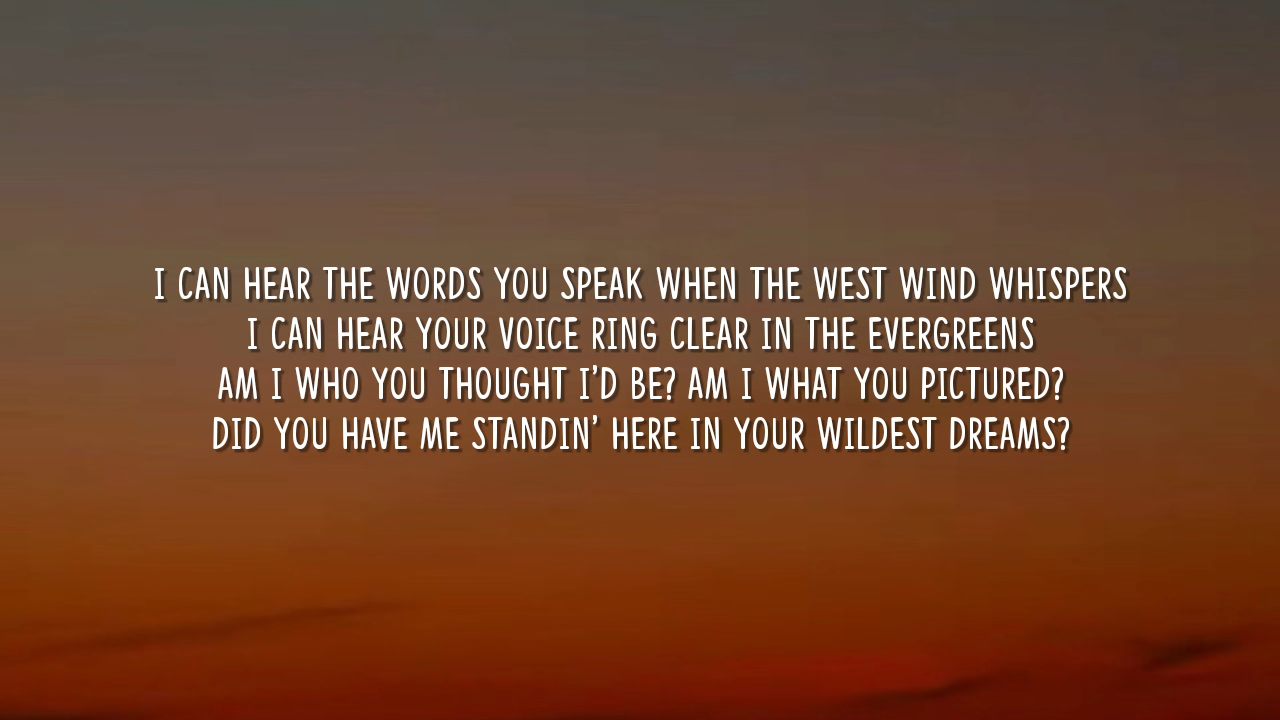 I CAN HEAR THE WORDS YOU SPEAK WHEN THE WEST WIND WHISPERS
I CAN HEAR YOUR VOICE RING CLEAR IN THE EVERGREENS
AM I WHO YOU THOUGHT I'D BE? AM I WHAT YOU PICTURED?
DID YOU HAVE ME STANDIN' HERE IN YOUR WILDEST DREAMS?